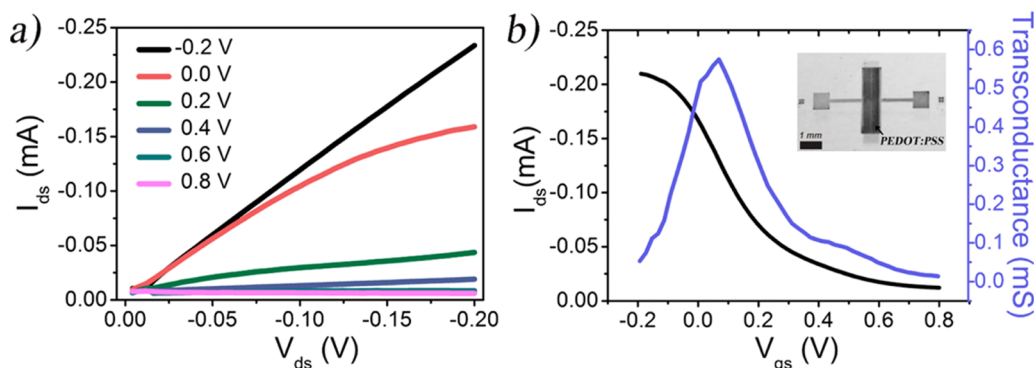 a)
-0.25
-0.20
-0.15
-0.10
-0.05
0.00
Ids (mA)
-0.2 V
0.0 V
0.2 V
0.4 V
0.6 V
0.8 V
0.00 -0.05 -0.10 -0.15 -0.20
Vds (V)
b)
-0.25
-0.20
-0.15
-0.10
-0.05
0.00
Ids (mA)
1 mm
PEDOT:PSS
-0.2 0.0 0.2 0.4 0.6 0.8
Vgs (V)
0.6
0.5
0.4
0.3
0.2
0.1
0.0
Transconductance (mS)